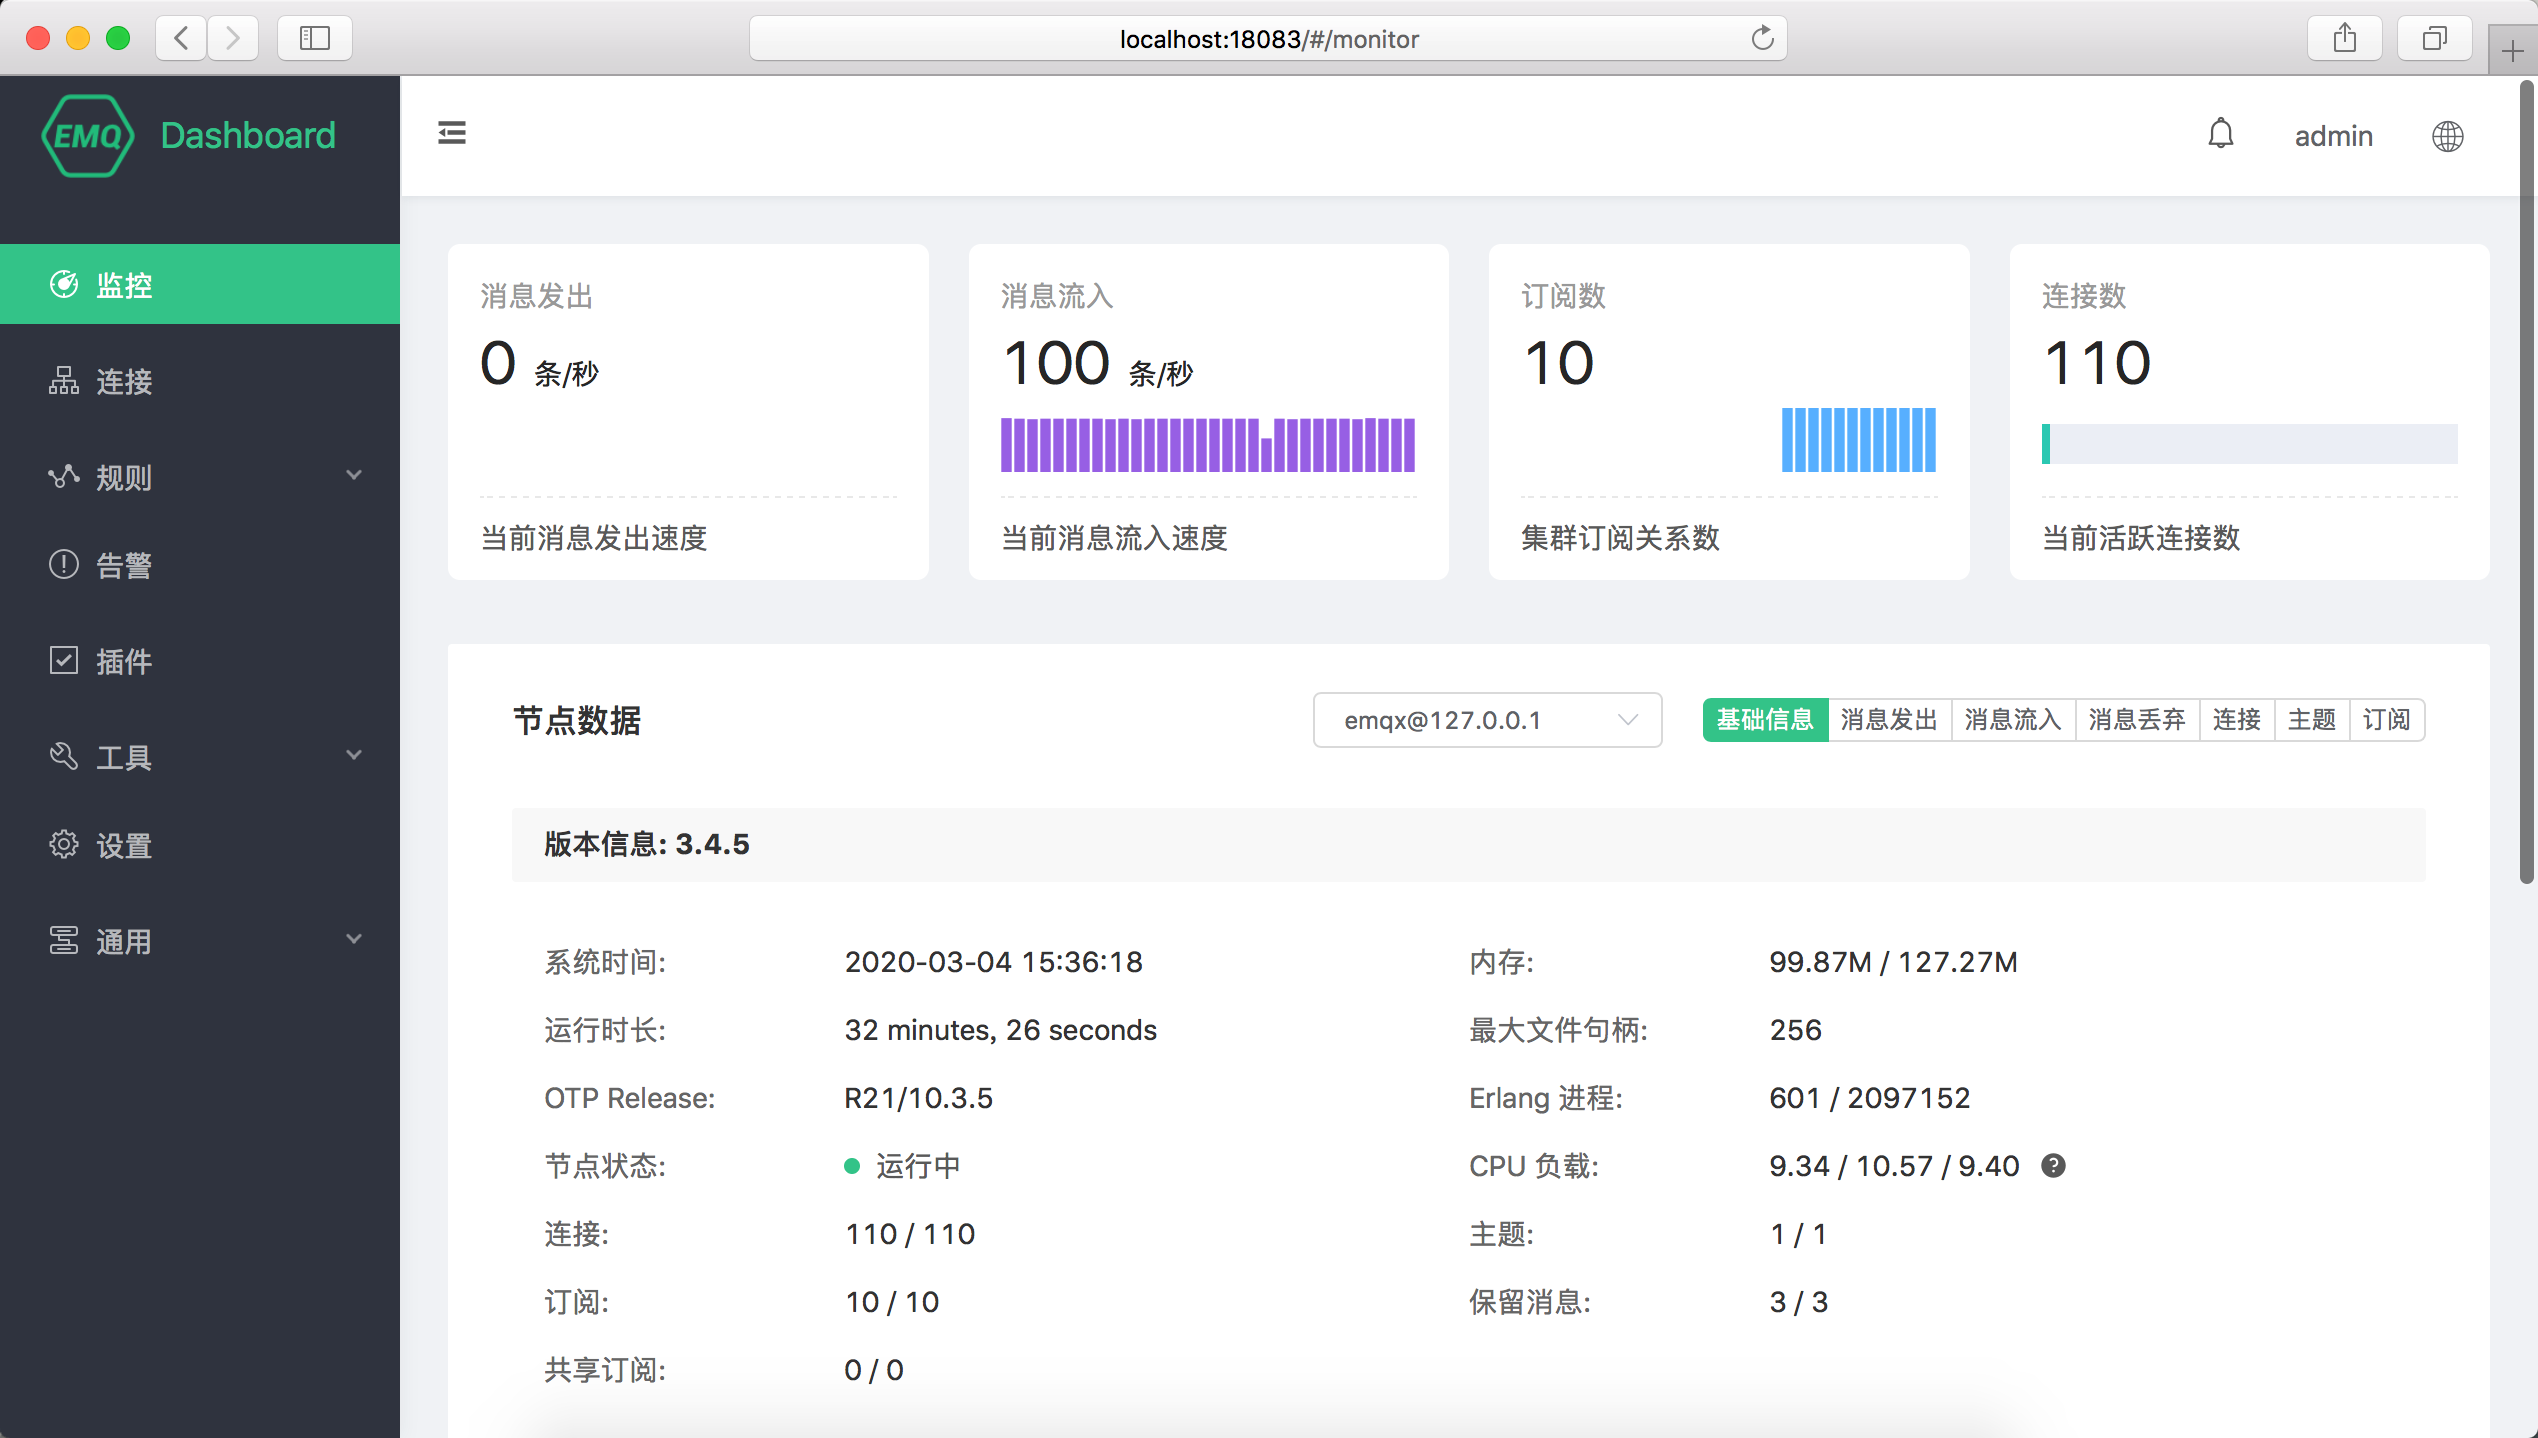 localhost:18083/#/monitor
EMQ Dashboard
admin
监控
连接
规则
告警
插件
工具
设置
通用
消息发出
0 条/秒
当前消息发出速度
消息流入
100 条/秒
当前消息流入速度
订阅数
10
集群订阅关系数
连接数
110
当前活跃连接数
节点数据
emqx@127.0.0.1
基础信息 消息发出 消息流入 消息丢弃 连接 主题 订阅
版本信息: 3.4.5
系统时间: 2020-03-04 15:36:18
内存: 99.87M / 127.27M
运行时长: 32 minutes, 26 seconds
最大文件句柄: 256
OTP Release: R21/10.3.5
Erlang 进程: 601 / 2097152
节点状态: 运行中
CPU 负载: 9.34 / 10.57 / 9.40
连接: 110 / 110
主题: 1 / 1
订阅: 10 / 10
保留消息: 3 / 3
共享订阅: 0 / 0